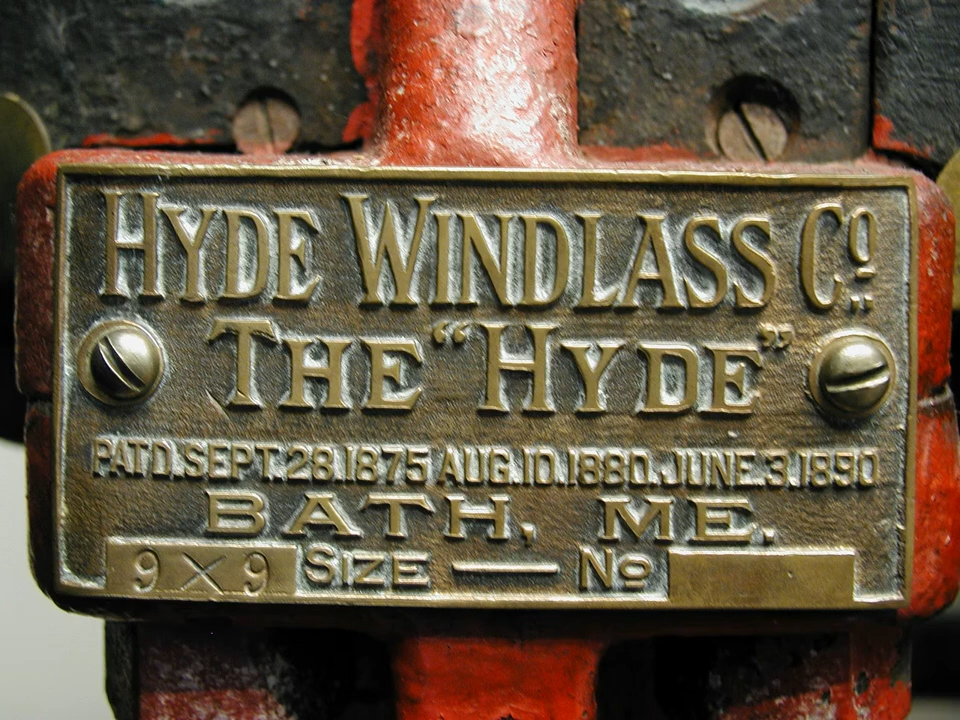 HYDE WINDLASS Co.
THE "HYDE"
PAT'D. SEPT. 28. 1875 AUG. 10. 1880. JUNE. 3. 1890
BATH, ME.
9 X 9 SIZE — No